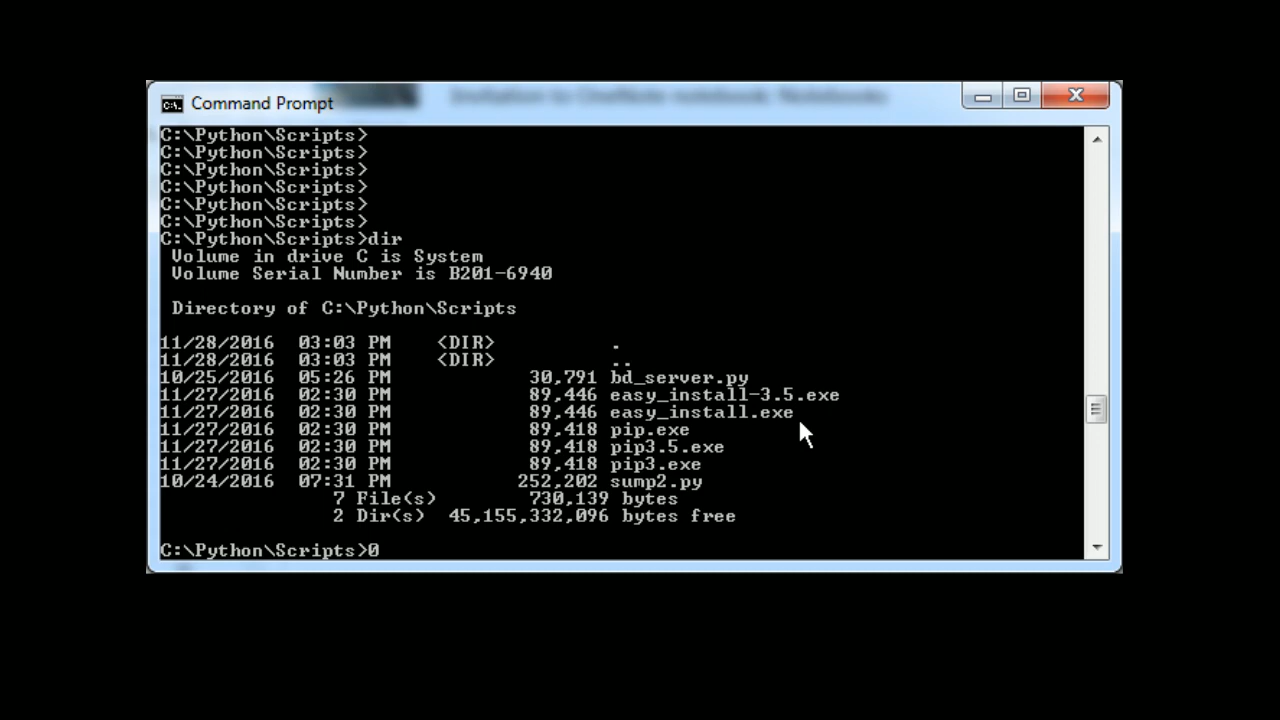 Invitation to OneNote notebook: Notebooks
Command Prompt
C:\Python\Scripts>
C:\Python\Scripts>
C:\Python\Scripts>
C:\Python\Scripts>
C:\Python\Scripts>
C:\Python\Scripts>
C:\Python\Scripts>dir
Volume in drive C is System
Volume Serial Number is B201-6940
Directory of C:\Python\Scripts
11/28/2016 03:03 PM <DIR> .
11/28/2016 03:03 PM <DIR> ..
10/25/2016 05:26 PM 30,791 bd_server.py
11/27/2016 02:30 PM 89,446 easy_install-3.5.exe
11/27/2016 02:30 PM 89,446 easy_install.exe
11/27/2016 02:30 PM 89,418 pip.exe
11/27/2016 02:30 PM 89,418 pip3.5.exe
11/27/2016 02:30 PM 89,418 pip3.exe
10/24/2016 07:31 PM 252,202 sump2.py
7 File(s) 730,139 bytes
2 Dir(s) 45,155,332,096 bytes free
C:\Python\Scripts>0